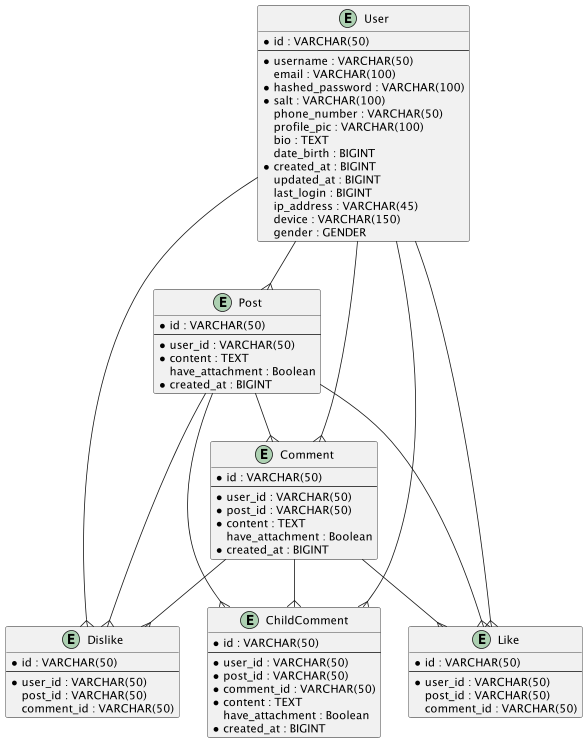 E User
* id : VARCHAR(50)
* username : VARCHAR(50)
email : VARCHAR(100)
* hashed_password : VARCHAR(100)
* salt : VARCHAR(100)
phone_number : VARCHAR(50)
profile_pic : VARCHAR(100)
bio : TEXT
date_birth : BIGINT
* created_at : BIGINT
updated_at : BIGINT
last_login : BIGINT
ip_address : VARCHAR(45)
device : VARCHAR(150)
gender : GENDER
E Post
* id : VARCHAR(50)
* user_id : VARCHAR(50)
* content : TEXT
have_attachment : Boolean
* created_at : BIGINT
E Comment
* id : VARCHAR(50)
* user_id : VARCHAR(50)
* post_id : VARCHAR(50)
* content : TEXT
have_attachment : Boolean
* created_at : BIGINT
E Dislike
* id : VARCHAR(50)
* user_id : VARCHAR(50)
post_id : VARCHAR(50)
comment_id : VARCHAR(50)
E ChildComment
* id : VARCHAR(50)
* user_id : VARCHAR(50)
* post_id : VARCHAR(50)
* comment_id : VARCHAR(50)
* content : TEXT
have_attachment : Boolean
* created_at : BIGINT
E Like
* id : VARCHAR(50)
* user_id : VARCHAR(50)
post_id : VARCHAR(50)
comment_id : VARCHAR(50)